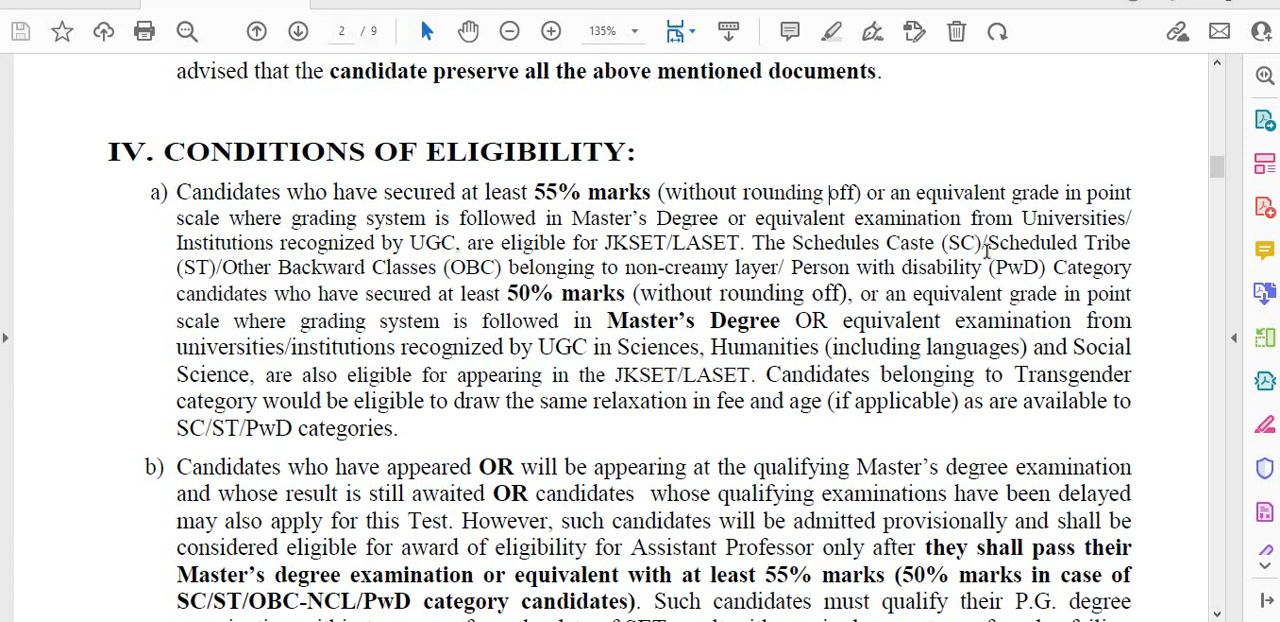 2 / 9
135%
advised that the candidate preserve all the above mentioned documents.
IV. CONDITIONS OF ELIGIBILITY:
a) Candidates who have secured at least 55% marks (without rounding off) or an equivalent grade in point
scale where grading system is followed in Master's Degree or equivalent examination from Universities/
Institutions recognized by UGC, are eligible for JKSET/LASET. The Schedules Caste (SC)/Scheduled Tribe
(ST)/Other Backward Classes (OBC) belonging to non-creamy layer/ Person with disability (PwD) Category
candidates who have secured at least 50% marks (without rounding off), or an equivalent grade in point
scale where grading system is followed in Master's Degree OR equivalent examination from
universities/institutions recognized by UGC in Sciences, Humanities (including languages) and Social
Science, are also eligible for appearing in the JKSET/LASET. Candidates belonging to Transgender
category would be eligible to draw the same relaxation in fee and age (if applicable) as are available to
SC/ST/PwD categories.
b) Candidates who have appeared OR will be appearing at the qualifying Master's degree examination
and whose result is still awaited OR candidates whose qualifying examinations have been delayed
may also apply for this Test. However, such candidates will be admitted provisionally and shall be
considered eligible for award of eligibility for Assistant Professor only after they shall pass their
Master's degree examination or equivalent with at least 55% marks (50% marks in case of
SC/ST/OBC-NCL/PwD category candidates). Such candidates must qualify their P.G. degree